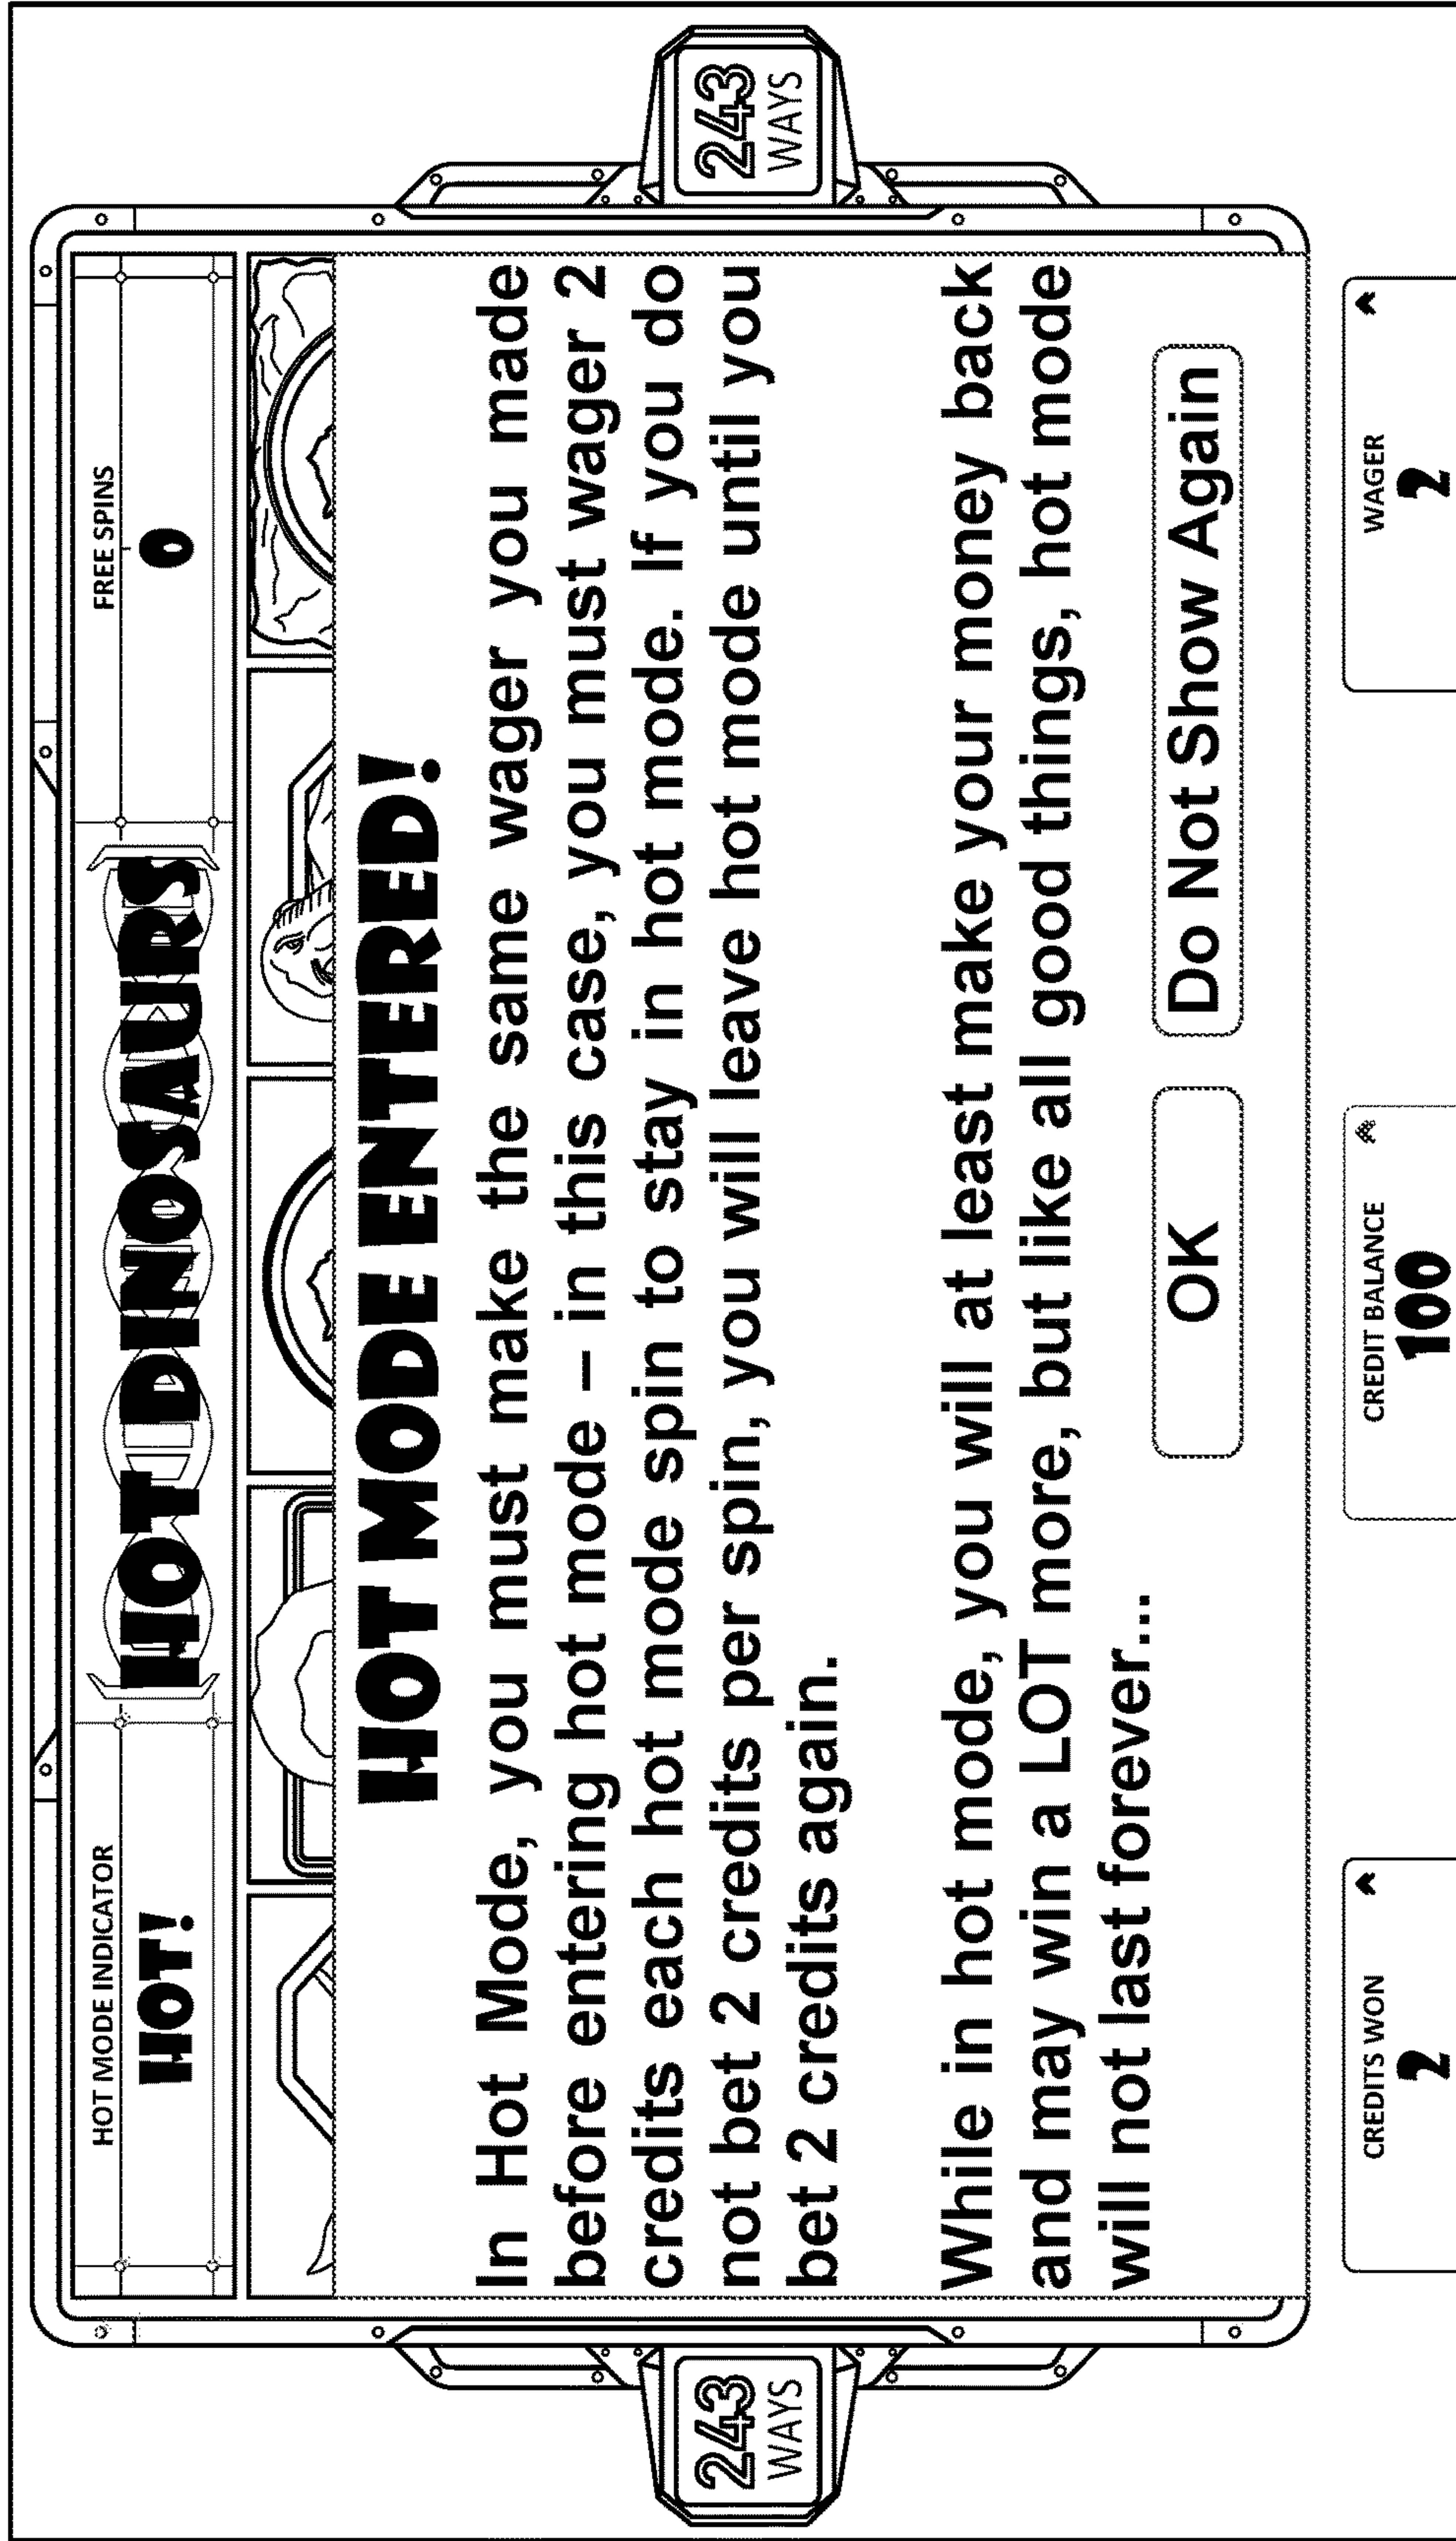 HOT MODE INDICATOR
HOT!
HOT DINOSAURS
FREE SPINS
0
243
WAYS
243
WAYS
HOT MODE ENTERED!
In Hot Mode, you must make the same wager you made
before entering hot mode – in this case, you must wager 2
credits each hot mode spin to stay in hot mode. If you do
not bet 2 credits per spin, you will leave hot mode until you
bet 2 credits again.
While in hot mode, you will at least make your money back
and may win a LOT more, but like all good things, hot mode
will not last forever...
OK
Do Not Show Again
CREDITS WON
2
CREDIT BALANCE
100
WAGER
2